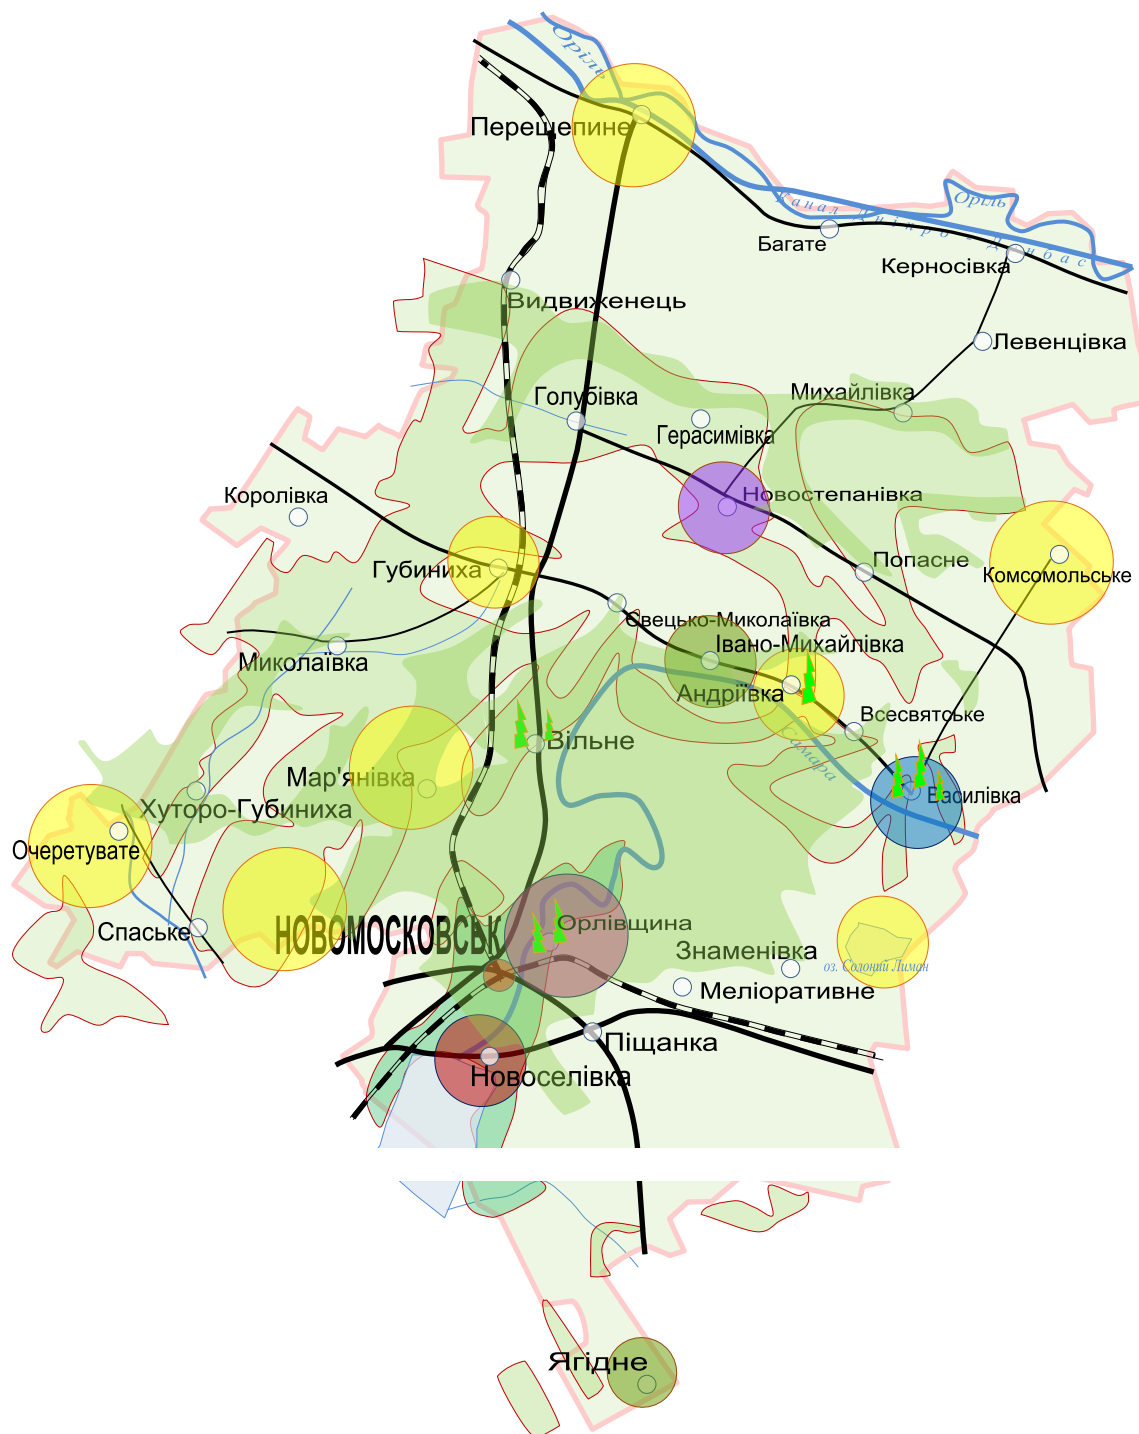 Оріль
Перещепине
Канал Дніпро - Донбас
Оріль
Багате
Керносівка
Видвиженець
Левенцівка
Михайлівка
Голубівка
Герасимівка
Королівка
Новостепанівка
Губиниха
Попасне
Комсомольське
Євецько-Миколаївка
Івано-Михайлівка
Миколаївка
Андріївка
Всесвятське
Самара
Вільне
Мар'янівка
Василівка
Хуторо-Губиниха
Очеретувате
Орлівщина
Спаське
НОВОМОСКОВСЬК
Знаменівка
оз. Солоний Лиман
Меліоративне
Піщанка
Новоселівка
Ягідне